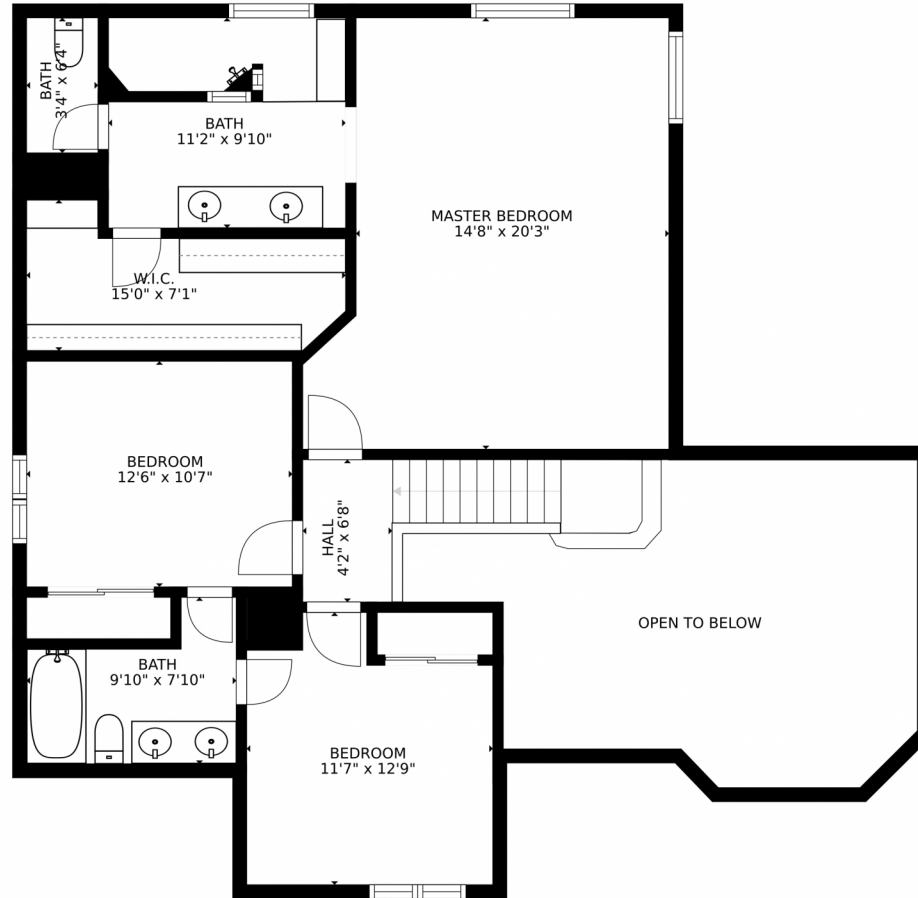 BATH
3'4" x 6'4"
BATH
11'2" x 9'10"
MASTER BEDROOM
14'8" x 20'3"
W.I.C.
15'0" x 7'1"
BEDROOM
12'6" x 10'7"
HALL
4'2" x 6'8"
OPEN TO BELOW
BATH
9'10" x 7'10"
BEDROOM
11'7" x 12'9"